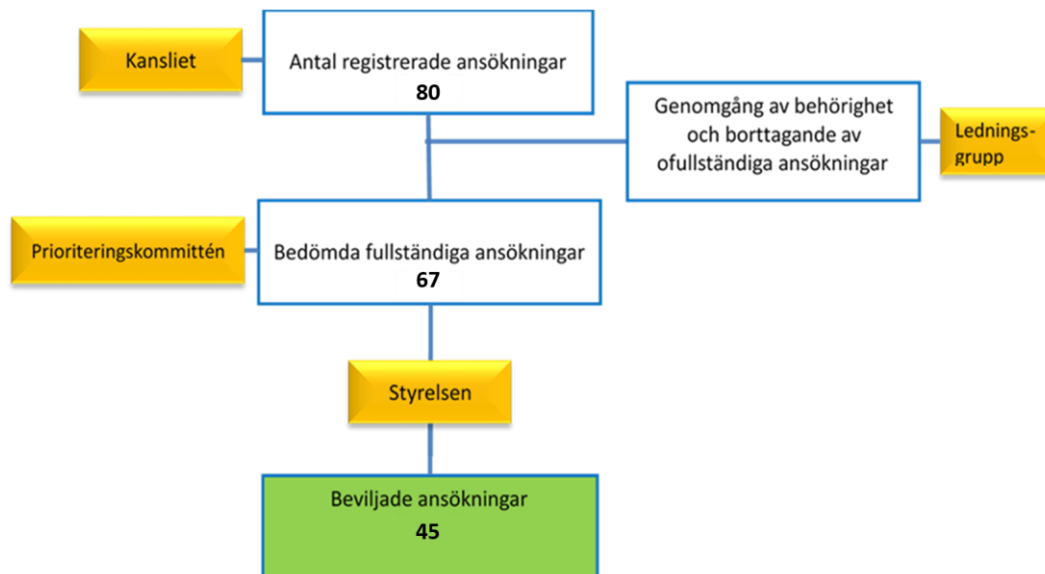 Kansliet
Antal registrerade ansökningar
80
Genomgång av behörighet
och borttagande av
ofullständiga ansökningar
Lednings-
grupp
Prioriteringskommittén
Bedömda fullständiga ansökningar
67
Styrelsen
Beviljade ansökningar
45